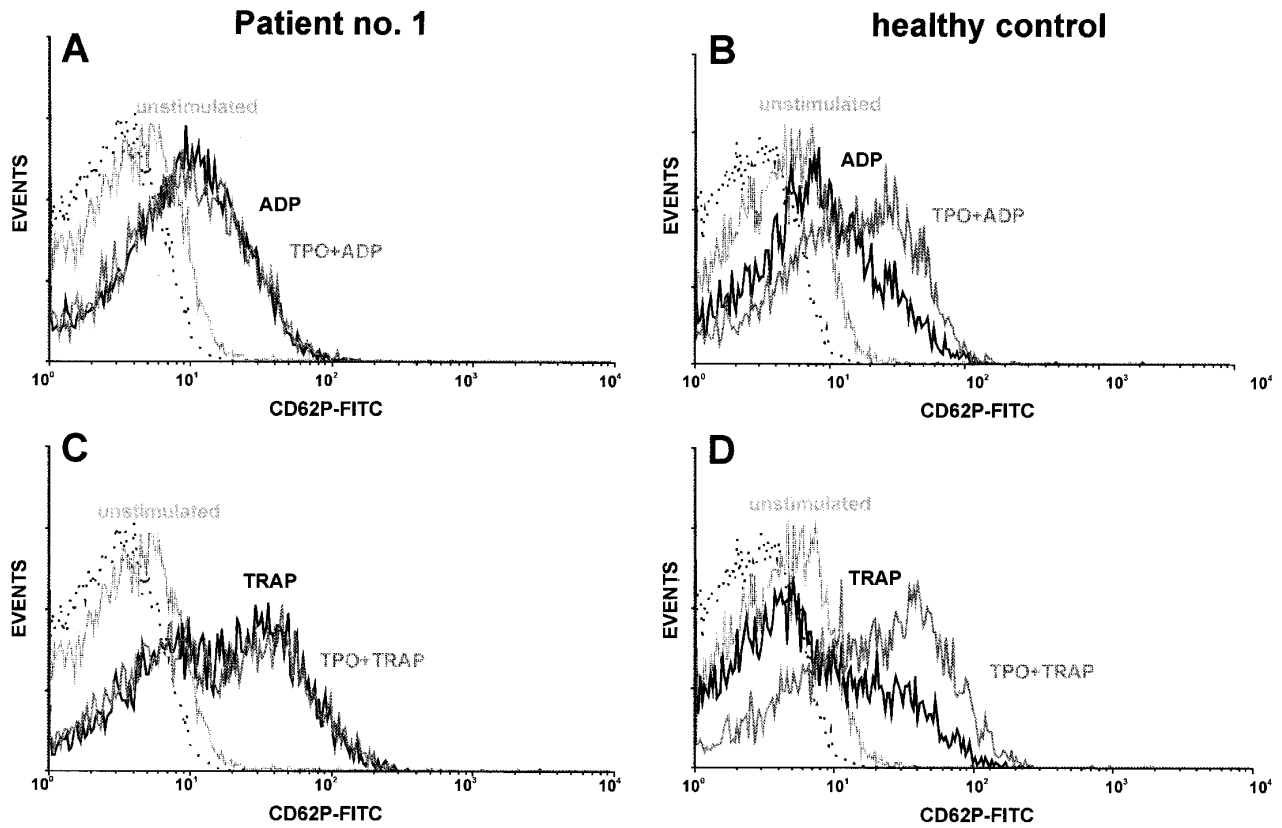 Patient no. 1
healthy control
A
unstimulated
ADP
TPO+ADP
EVENTS
10⁰ 10¹ 10² 10³ 10⁴
CD62P-FITC
B
unstimulated
ADP
TPO+ADP
EVENTS
10⁰ 10¹ 10² 10³ 10⁴
CD62P-FITC
C
unstimulated
TRAP
TPO+TRAP
EVENTS
10⁰ 10¹ 10² 10³ 10⁴
CD62P-FITC
D
unstimulated
TRAP
TPO+TRAP
EVENTS
10⁰ 10¹ 10² 10³ 10⁴
CD62P-FITC